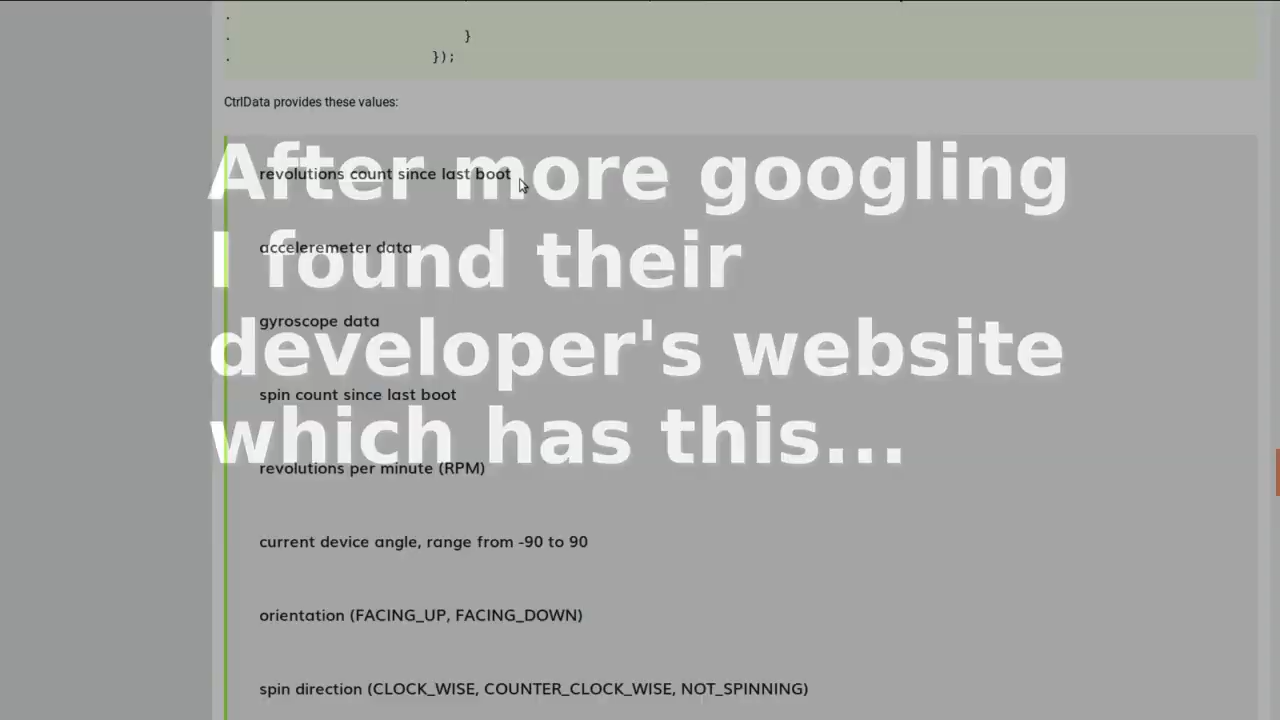 .
. }
. });
CtrlData provides these values:
After more googling
I found their
developer's website
which has this...
revolutions count since last boot
acceleremeter data
gyroscope data
spin count since last boot
revolutions per minute (RPM)
current device angle, range from -90 to 90
orientation (FACING_UP, FACING_DOWN)
spin direction (CLOCK_WISE, COUNTER_CLOCK_WISE, NOT_SPINNING)